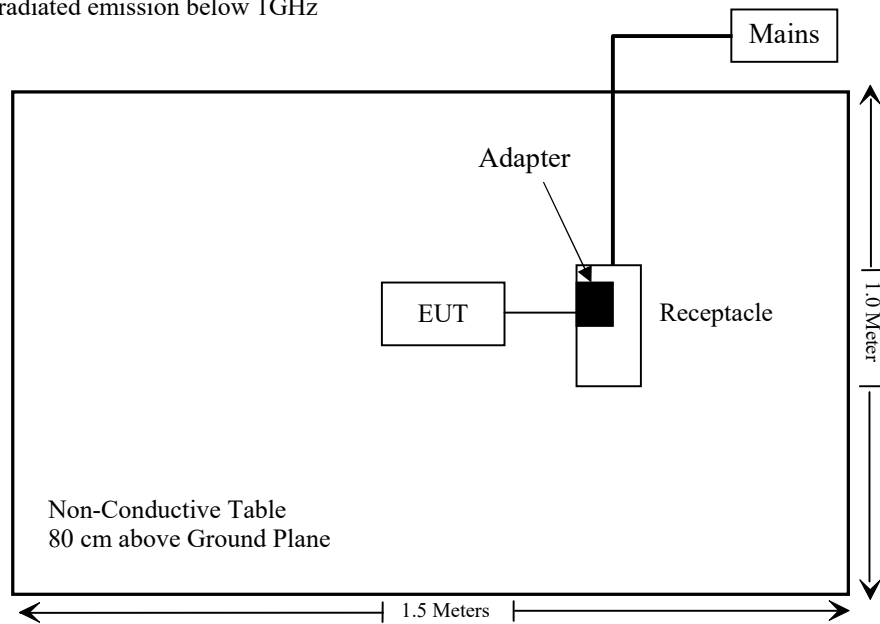 radiated emission below 1GHz
Mains
Adapter
EUT
Receptacle
1.0 Meter
Non-Conductive Table
80 cm above Ground Plane
1.5 Meters